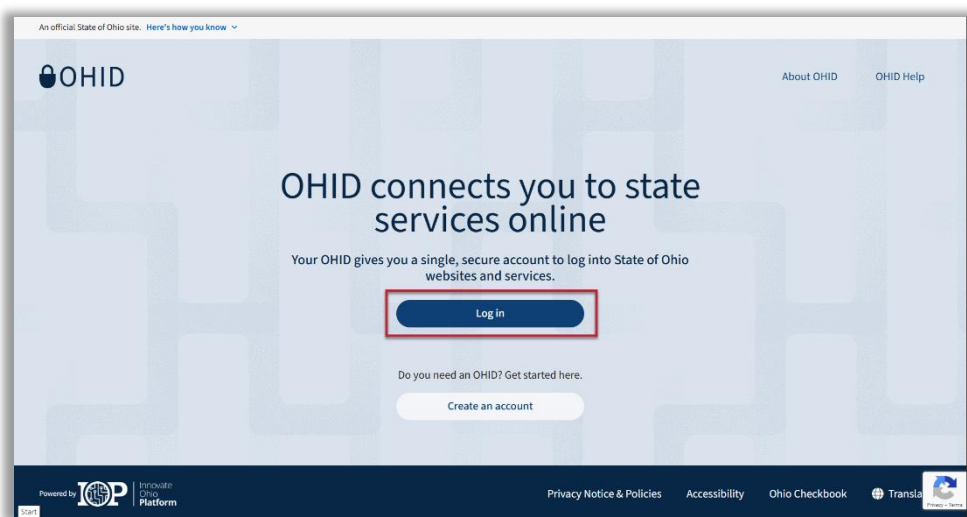 An official State of Ohio site. Here's how you know
OHID
About OHID
OHID Help
OHID connects you to state
services online
Your OHID gives you a single, secure account to log into State of Ohio
websites and services.
Log in
Do you need an OHID? Get started here.
Create an account
Powered by IOP
Innovate
Ohio
Platform
Privacy Notice & Policies
Accessibility
Ohio Checkbook
Transla
Privacy - Terms
Start